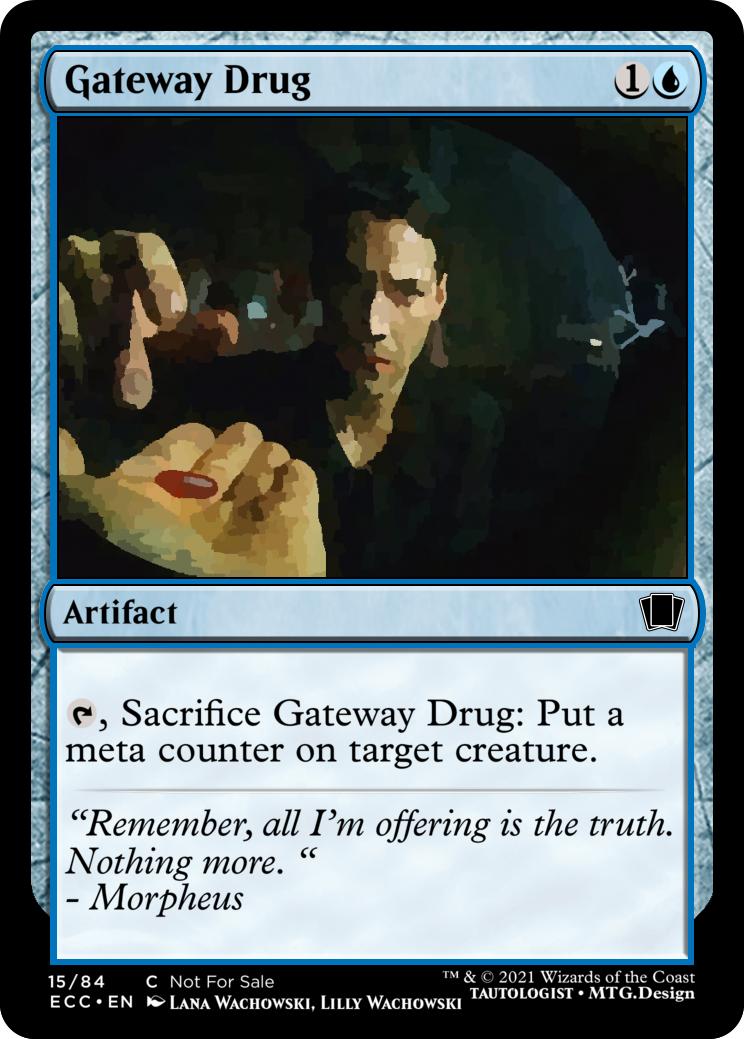 Gateway Drug 1
Artifact
, Sacrifice Gateway Drug: Put a
meta counter on target creature.
“Remember, all I’m offering is the truth.
Nothing more. “
- Morpheus
15/84 C Not For Sale
ECC • EN LANA WACHOWSKI, LILLY WACHOWSKI
™ & © 2021 Wizards of the Coast
TAUTOLOGIST • MTG.Design